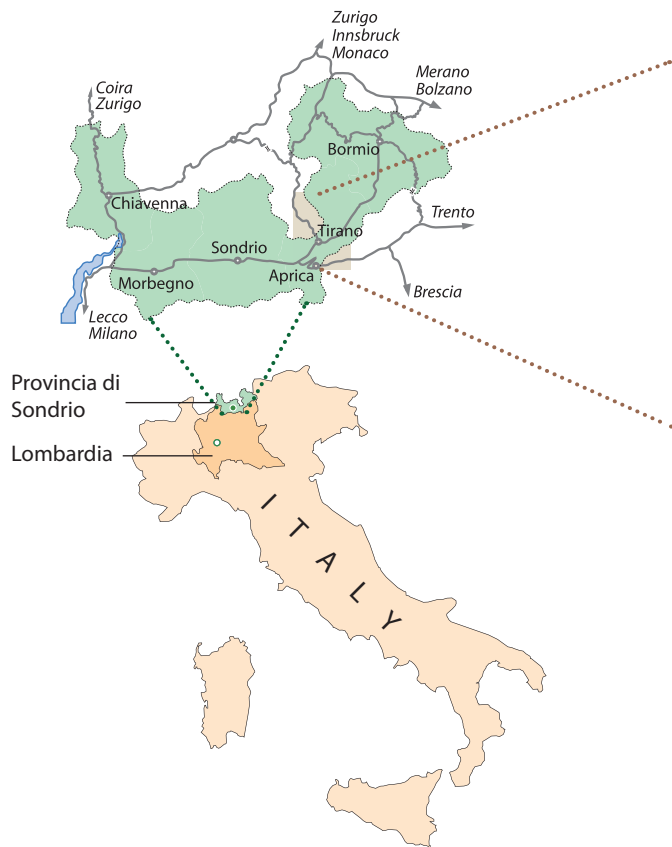 Zurigo
Innsbruck
Monaco
Merano
Bolzano
Coira
Zurigo
Bormio
Chiavenna
Trento
Tirano
Sondrio
Aprica
Morbegno
Brescia
Lecco
Milano
Provincia di
Sondrio
Lombardia
ITALY